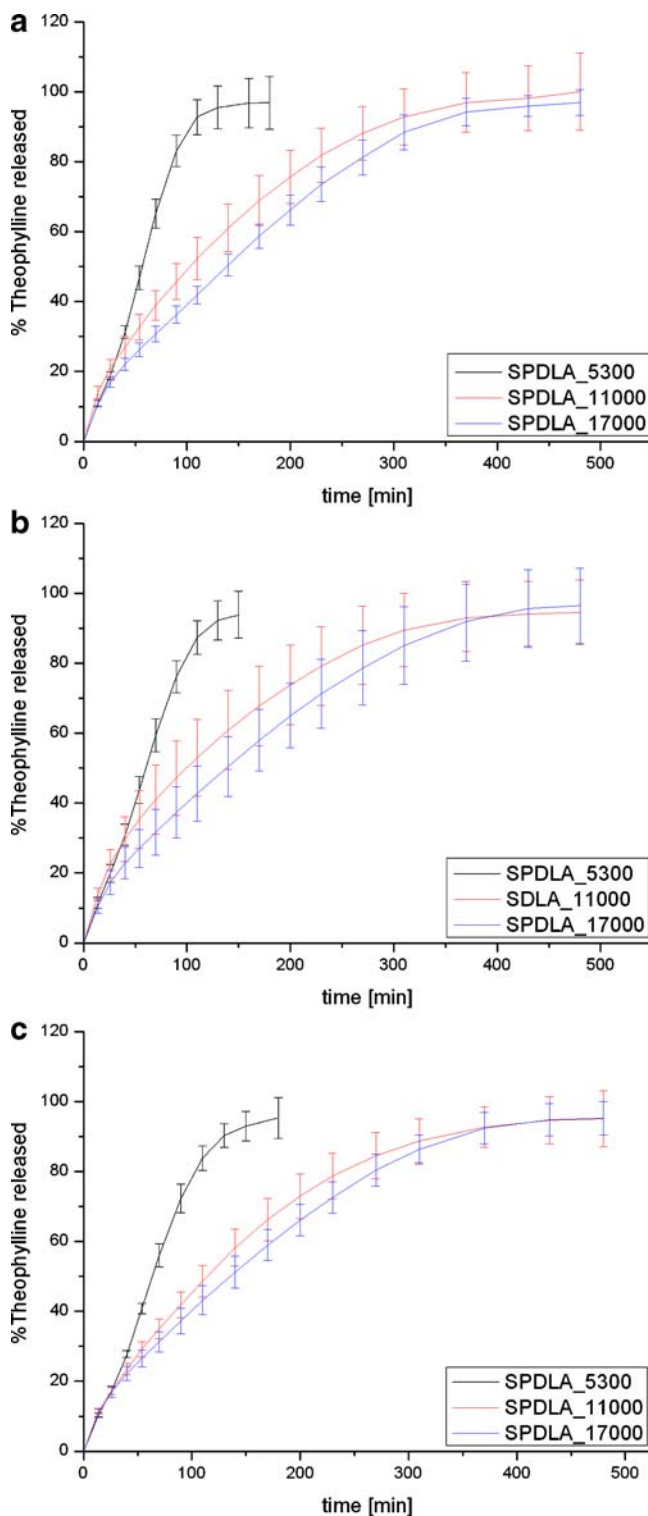 a
120
100
80
60
40
20
0
% Theophylline released
SPDLA_5300
SPDLA_11000
SPDLA_17000
0 100 200 300 400 500
time [min]
b
120
100
80
60
40
20
0
%Theophylline released
SPDLA_5300
SDLA_11000
SPDLA_17000
0 100 200 300 400 500
time [min]
c
120
100
80
60
40
20
0
%Theophylline released
SPDLA_5300
SPDLA_11000
SPDLA_17000
0 100 200 300 400 500
time [min]